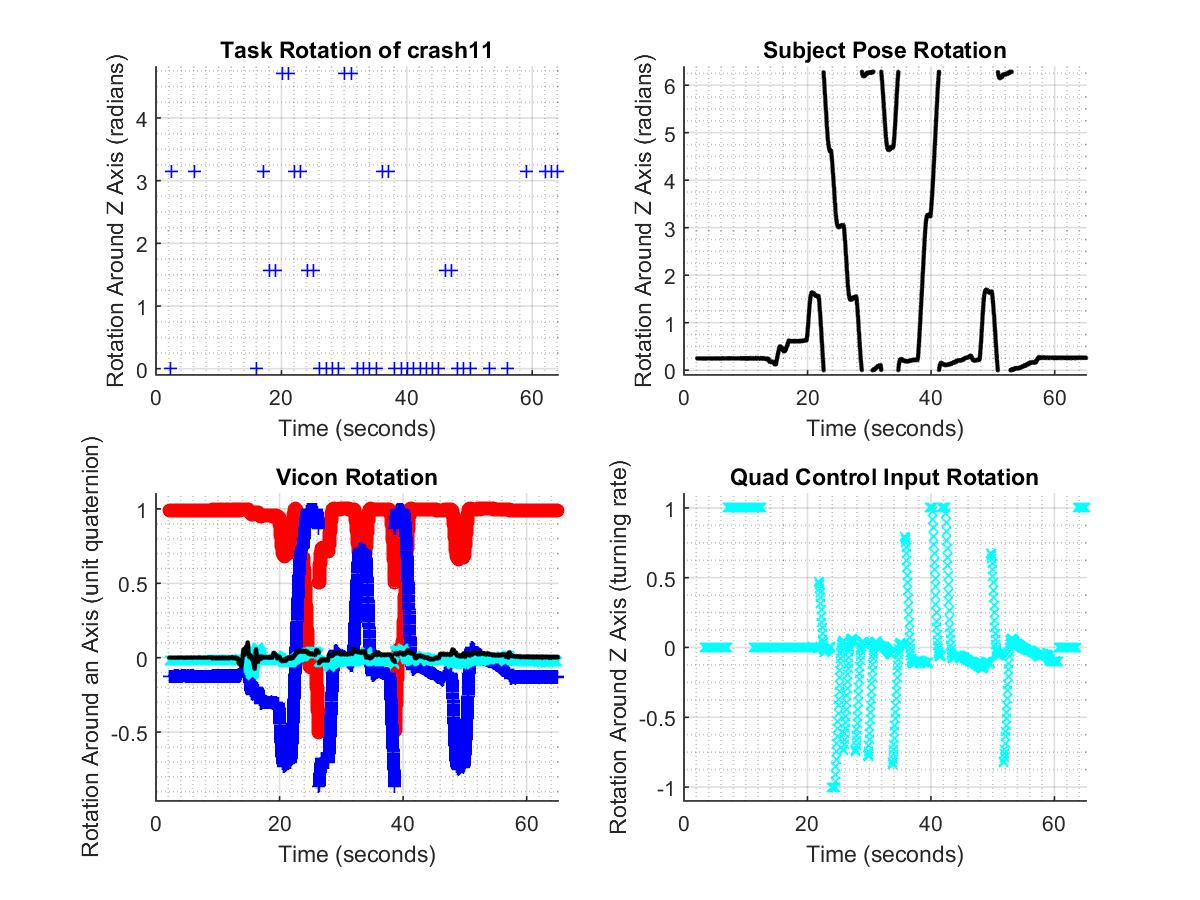 Task Rotation of crash11
Rotation Around Z Axis (radians)
4
3
2
1
0
0 20 40 60
Time (seconds)
Subject Pose Rotation
Rotation Around Z Axis (radians)
6
5
4
3
2
1
0
0 20 40 60
Time (seconds)
Vicon Rotation
Rotation Around an Axis (unit quaternion)
1
0.5
0
-0.5
0 20 40 60
Time (seconds)
Quad Control Input Rotation
Rotation Around Z Axis (turning rate)
1
0.5
0
-0.5
-1
0 20 40 60
Time (seconds)